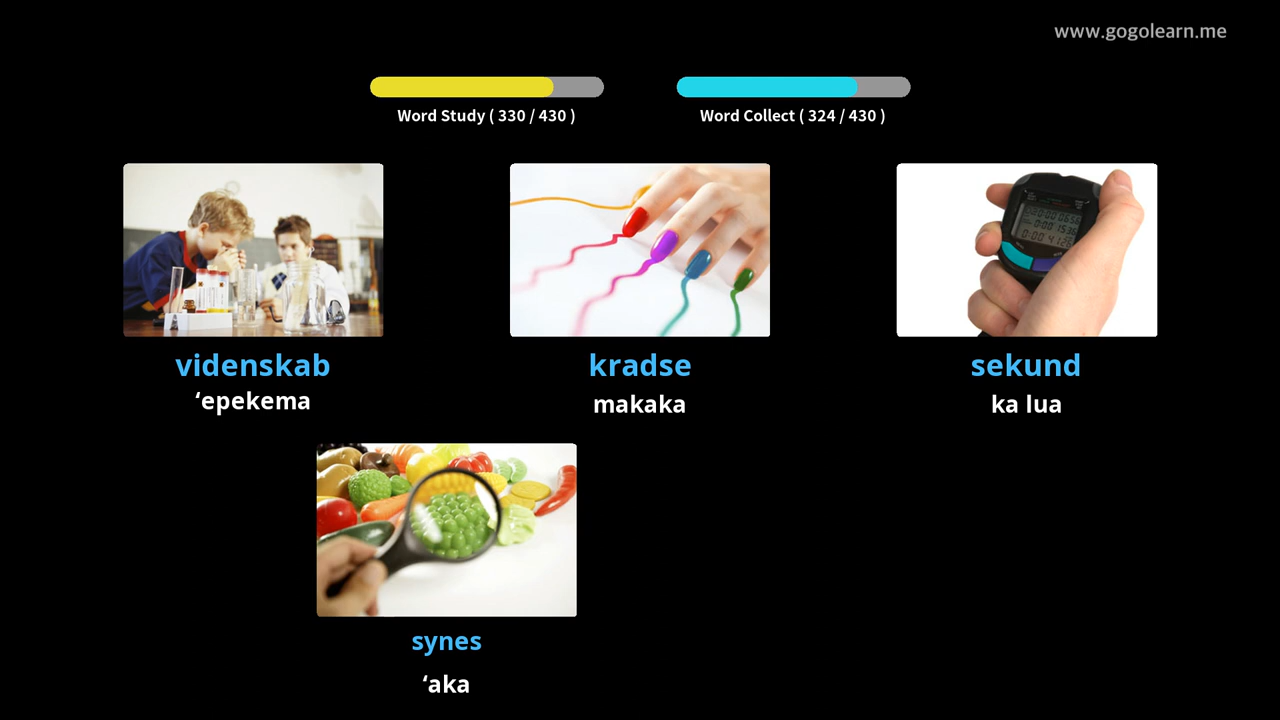 www.gogolearn.me
Word Study ( 330 / 430 )
Word Collect ( 324 / 430 )
videnskab
ʻepekema
kradse
makaka
sekund
ka lua
synes
ʻaka